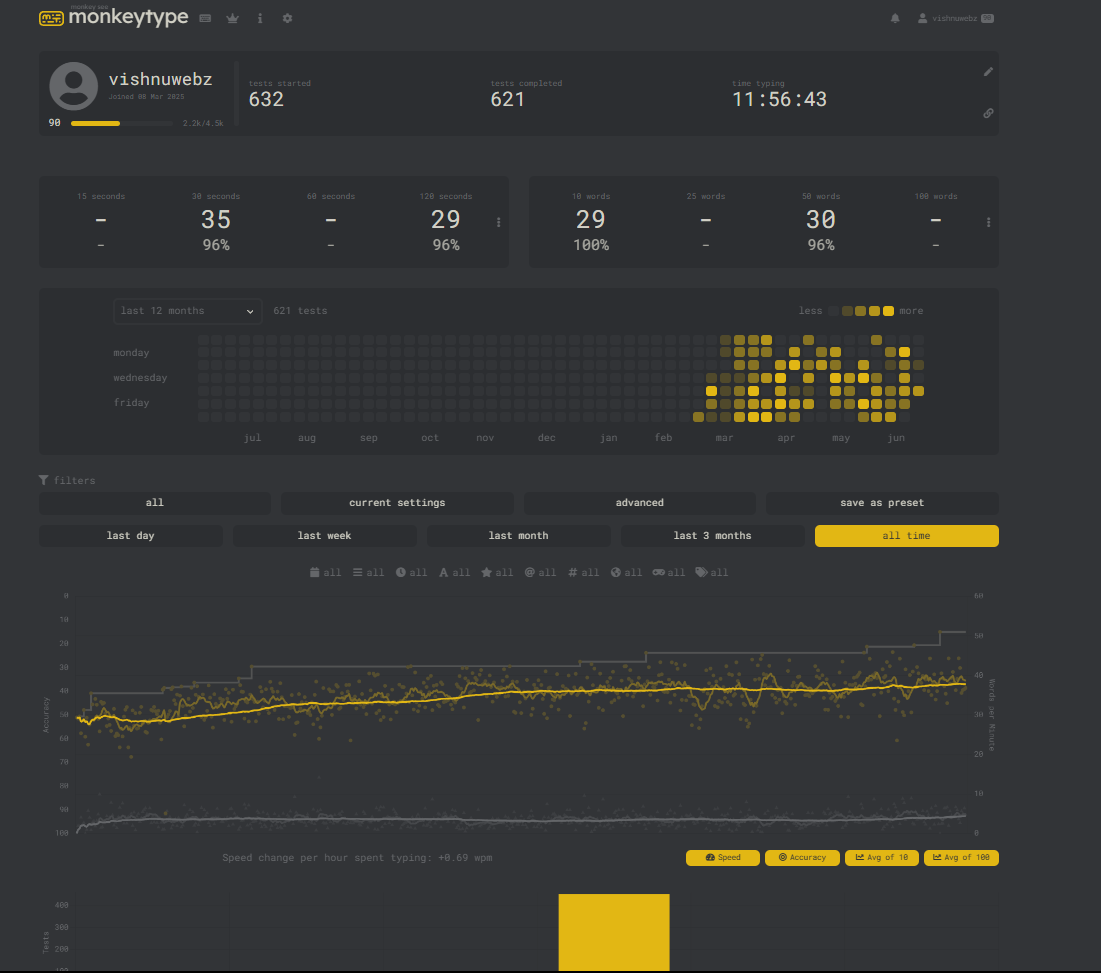 monkey see
monkeytype
vishnuwebz 90
vishnuwebz
Joined 08 Mar 2025
90 2.2k/4.5k
tests started
632
tests completed
621
time typing
11:56:43
15 seconds 30 seconds 60 seconds 120 seconds
- 35 - 29
- 96% - 96%
10 words 25 words 50 words 100 words
29 - 30 -
100% - 96% -
last 12 months 621 tests less more
monday
wednesday
friday
jul aug sep oct nov dec jan feb mar apr may jun
filters
all current settings advanced save as preset
last day last week last month last 3 months all time
all all all all all all all all all all
0 10 20 30 40 50 60 70 80 90 100
Accuracy
60 50 40 30 20 10 0
Words per Minute
Speed change per hour spent typing: +0.69 wpm
Speed Accuracy Avg of 10 Avg of 100
400
300
200
Tests